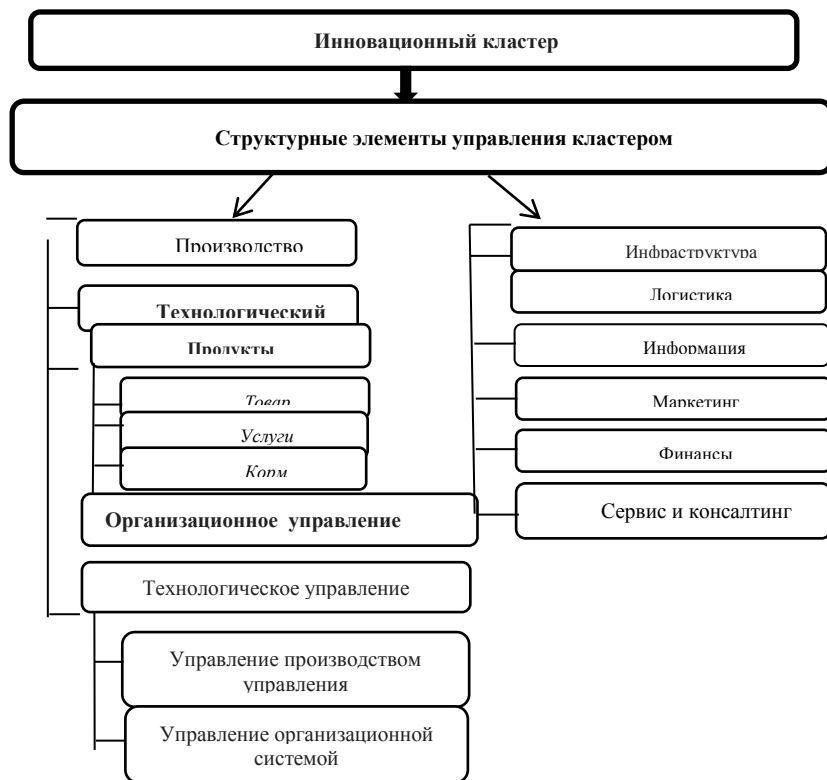 Инновационный кластер
Структурные элементы управления кластером
Производство
Технологический
Продукты
Товар
Услуги
Корм
Организационное управление
Технологическое управление
Управление производством
управления
Управление организационной
системой
Инфраструктура
Логистика
Информация
Маркетинг
Финансы
Сервис и консалтинг